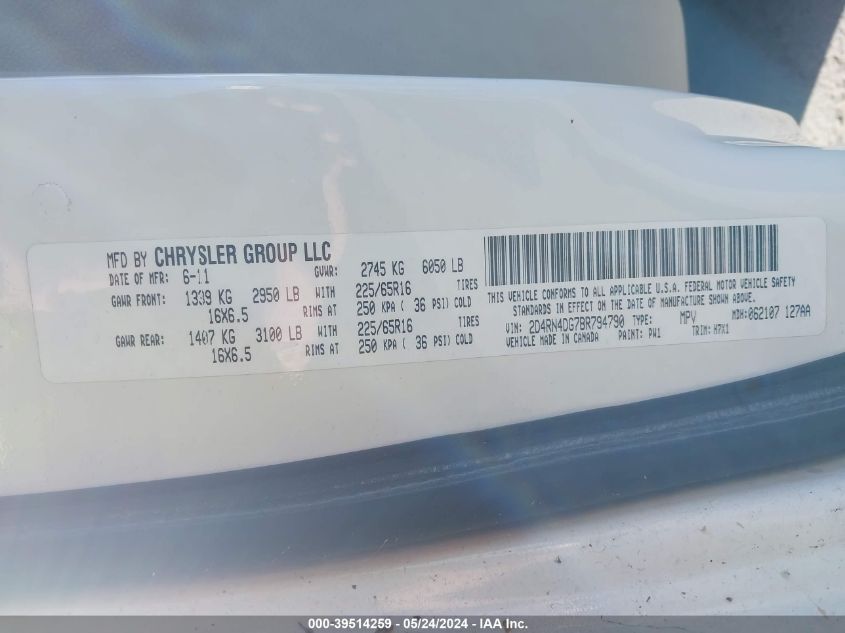 MFD BY CHRYSLER GROUP LLC
DATE OF MFR: 6-11 GVWR: 2745 KG 6050 LB
GAWR FRONT: 1339 KG 2950 LB WITH 225/65R16 TIRES
16X6.5 RIMS AT 250 KPA ( 36 PSI) COLD
GAWR REAR: 1407 KG 3100 LB WITH 225/65R16 TIRES
16X6.5 RIMS AT 250 KPA ( 36 PSI) COLD
THIS VEHICLE CONFORMS TO ALL APPLICABLE U.S.A. FEDERAL MOTOR VEHICLE SAFETY
STANDARDS IN EFFECT ON THE DATE OF MANUFACTURE SHOWN ABOVE.
VIN: 2D4RN4DG7BR794790 TYPE: MPV MDH: 062107 127AA
VEHICLE MADE IN CANADA PAINT: PW1 TRIM: H7X1
000-39514259 - 05/24/2024 - IAA Inc.